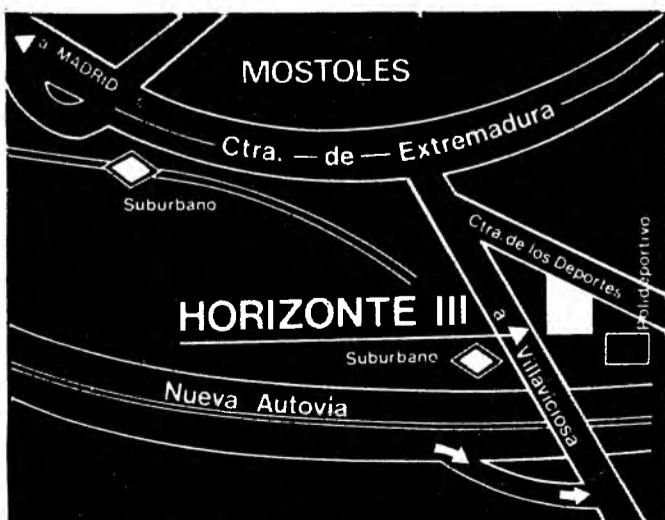 a MADRID
MOSTOLES
Ctra. — de — Extremadura
Suburbano
Ctra. de los Deportes
Polideportivo
HORIZONTE III
a Villaviciosa
Suburbano
Nueva Autovia